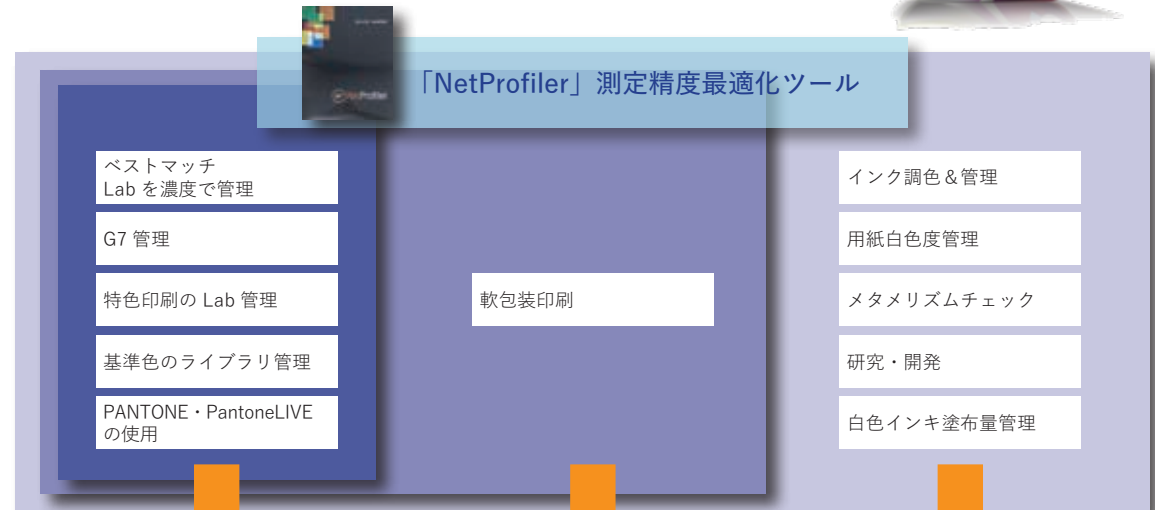 「NetProfiler」測定精度最適化ツール
ベストマッチ
Lab を濃度で管理
G7 管理
特色印刷の Lab 管理
基準色のライブラリ管理
PANTONE・PantoneLIVE
の使用
軟包装印刷
インク調色＆管理
用紙白色度管理
メタメリズムチェック
研究・開発
白色インキ塗布量管理